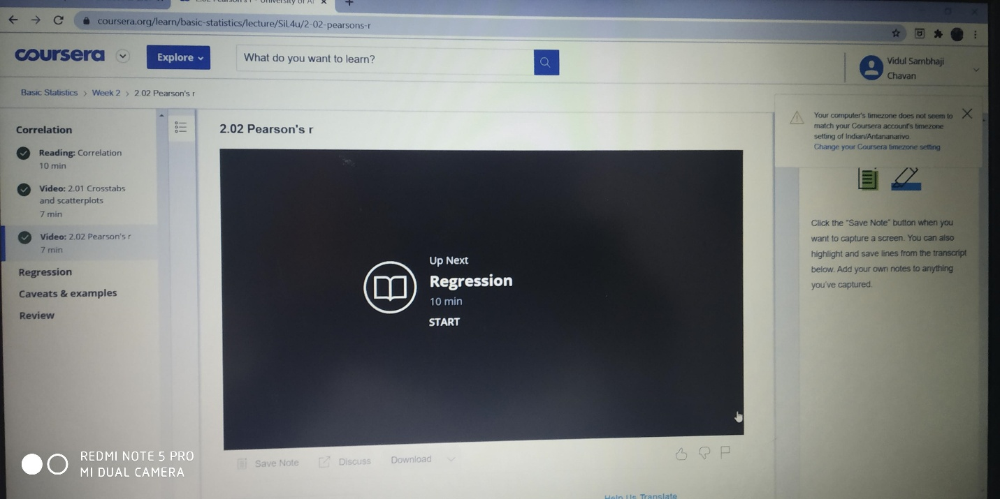 2.02 Pearson's r - University of A
coursera.org/learn/basic-statistics/lecture/SiL4u/2-02-pearsons-r
coursera
Explore
What do you want to learn?
Vidul Sambhaji
Chavan
Basic Statistics > Week 2 > 2.02 Pearson's r
Your computer's timezone does not seem to
match your Coursera account's timezone
setting of Indian/Antananarivo.
Change your Coursera timezone setting
Correlation
Reading: Correlation
10 min
Video: 2.01 Crosstabs
and scatterplots
7 min
Video: 2.02 Pearson's r
7 min
Regression
Caveats & examples
Review
2.02 Pearson's r
Up Next
Regression
10 min
START
Click the "Save Note" button when you
want to capture a screen. You can also
highlight and save lines from the transcript
below. Add your own notes to anything
you've captured.
Save Note
Discuss
Download
Help Us Translate
REDMI NOTE 5 PRO
MI DUAL CAMERA